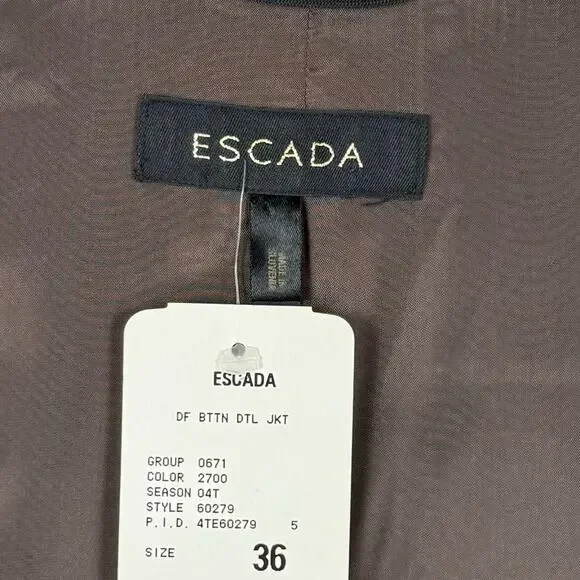 ESCADA
MADE IN
SLOVENIA
ESCADA
DF BTTN DTL JKT
GROUP 0671
COLOR 2700
SEASON 04T
STYLE 60279
P.I.D. 4TE60279 5
SIZE 36